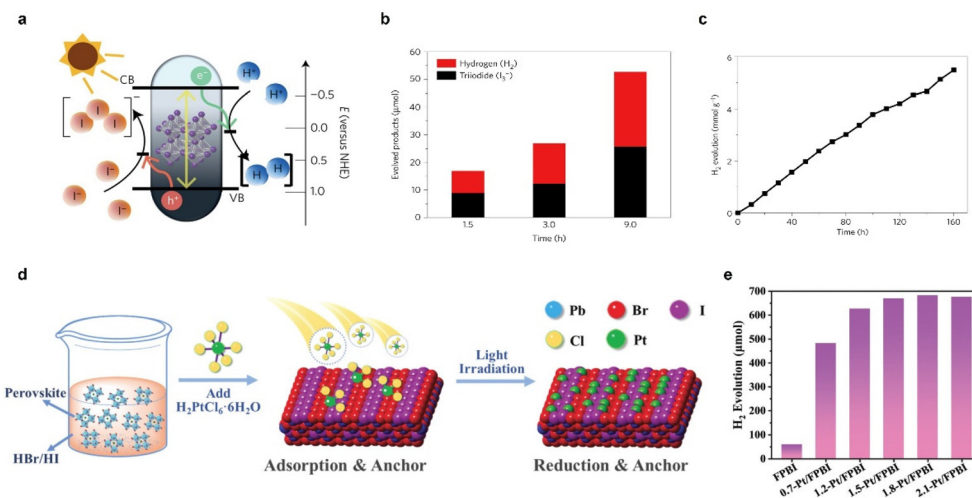 a
CB
e⁻
H⁺
H⁺
I
I
I
−
I⁻
I⁻
I⁻
h⁺
VB
H
H
−0.5
0.0
0.5
1.0
E (versus NHE)
b
Hydrogen (H₂)
Triiodide (I₃⁻)
Evolved products (μmol)
60
50
40
30
20
10
0
1.5
3.0
9.0
Time (h)
c
H₂ evolution (mmol g⁻¹)
6
4
2
0
0
40
80
120
160
Time (h)
d
Perovskite
HBr/HI
Add
H₂PtCl₆·6H₂O
Adsorption & Anchor
Light
Irradiation
Pb
Br
I
Cl
Pt
Reduction & Anchor
e
H₂ Evolution (μmol)
700
600
500
400
300
200
100
0
FPBI
0.7-Pt/FPBI
1.2-Pt/FPBI
1.5-Pt/FPBI
1.8-Pt/FPBI
2.1-Pt/FPBI